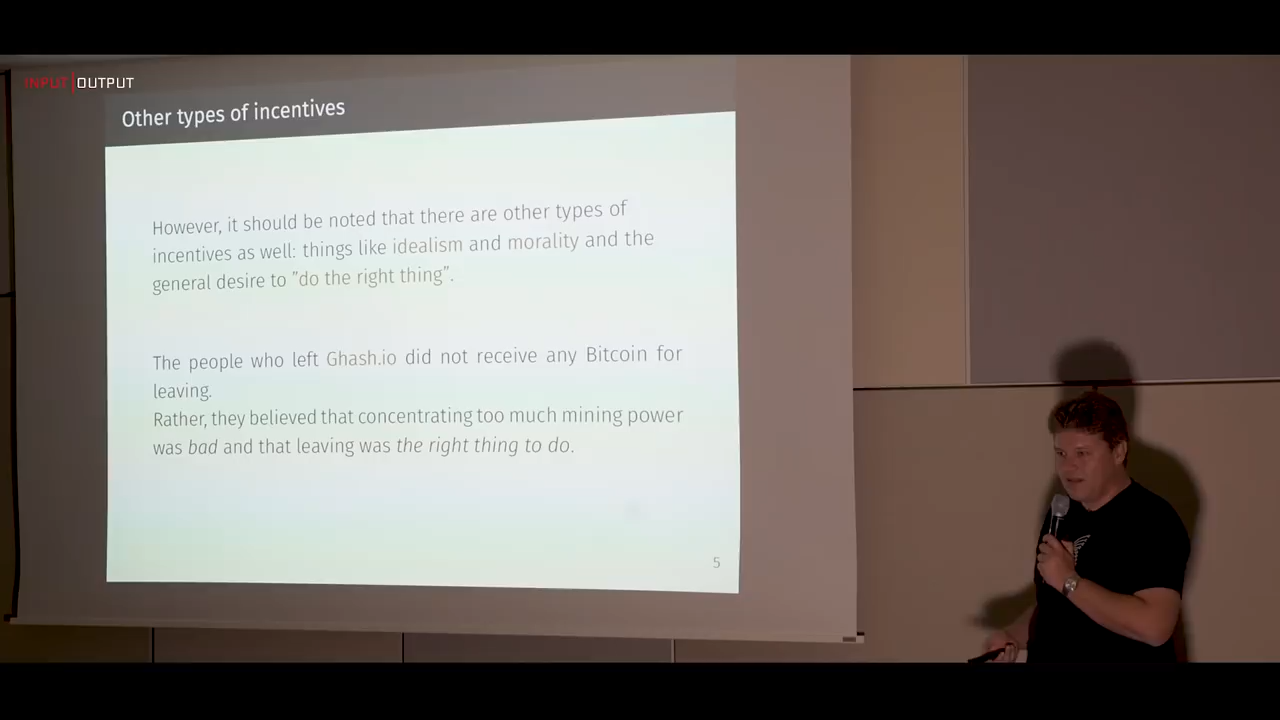 INPUT|OUTPUT
Other types of incentives
However, it should be noted that there are other types of
incentives as well: things like idealism and morality and the
general desire to "do the right thing".
The people who left Ghash.io did not receive any Bitcoin for
leaving.
Rather, they believed that concentrating too much mining power
was bad and that leaving was the right thing to do.
5